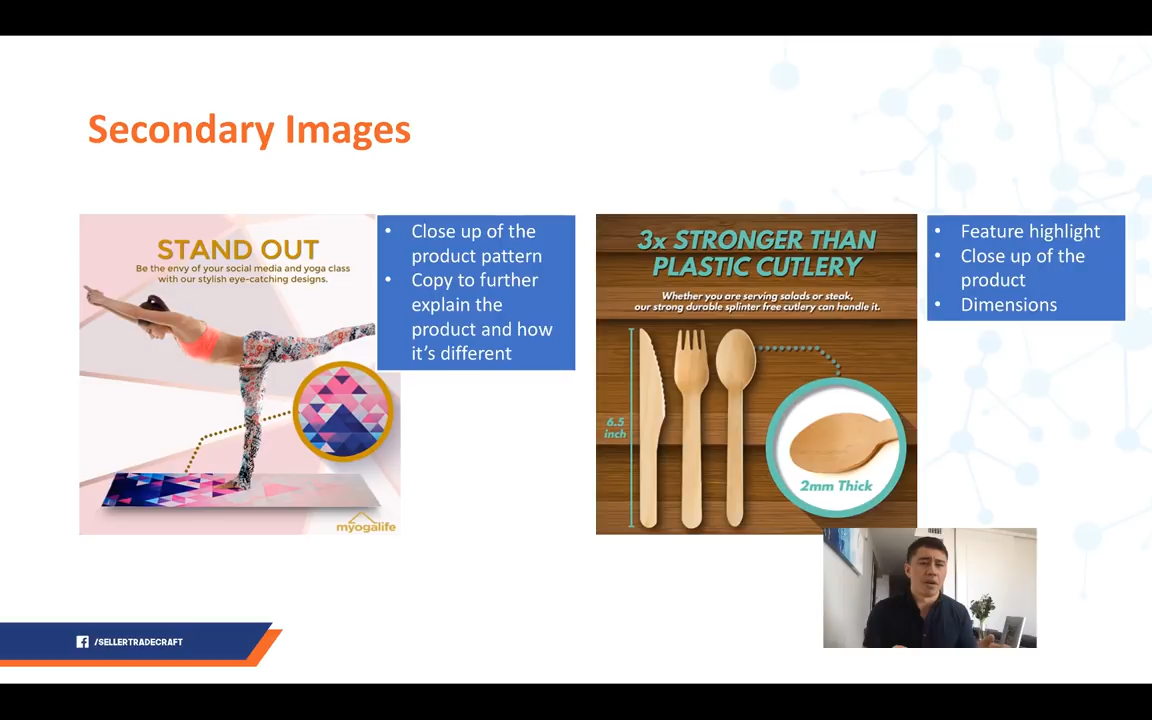 Secondary Images
STAND OUT
Be the envy of your social media and yoga class
with our stylish eye-catching designs.
myogalife
• Close up of the
product pattern
• Copy to further
explain the
product and how
it's different
3x STRONGER THAN
PLASTIC CUTLERY
Whether you are serving salads or steak,
our strong durable splinter free cutlery can handle it.
6.5
inch
2mm Thick
• Feature highlight
• Close up of the
product
• Dimensions
/SELLERTRADECRAFT